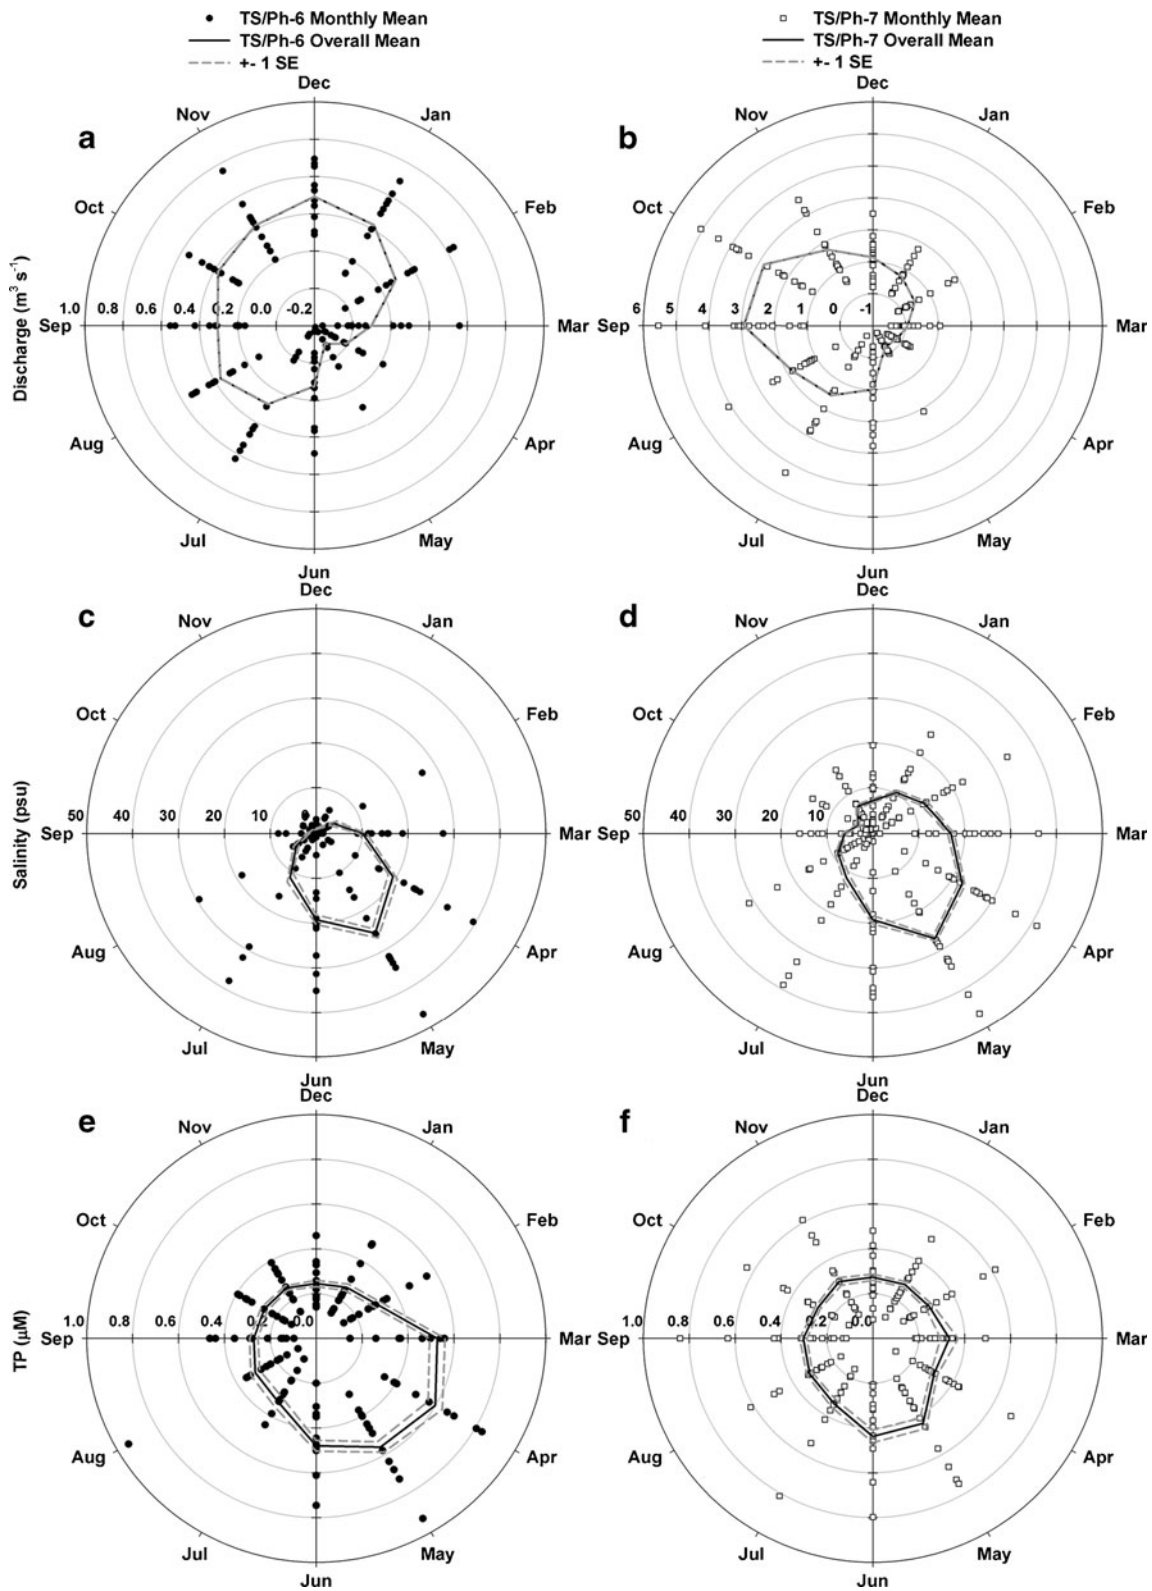 TS/Ph-6 Monthly Mean
TS/Ph-6 Overall Mean
+- 1 SE
TS/Ph-7 Monthly Mean
TS/Ph-7 Overall Mean
+- 1 SE
a
Dec
Nov Jan
Oct Feb
1.0 0.8 0.6 0.4 0.2 0.0 -0.2
Sep Mar
Aug Apr
Jul May
Jun
Discharge (m³ s⁻¹)
b
Dec
Nov Jan
Oct Feb
6 5 4 3 2 1 0 -1
Sep Mar
Aug Apr
Jul May
Jun
c
Dec
Nov Jan
Oct Feb
50 40 30 20 10 0
Sep Mar
Aug Apr
Jul May
Jun
Salinity (psu)
d
Dec
Nov Jan
Oct Feb
50 40 30 20 10
Sep Mar
Aug Apr
Jul May
Jun
e
Dec
Nov Jan
Oct Feb
1.0 0.8 0.6 0.4 0.2 0.0
Sep Mar
Aug Apr
Jul May
Jun
TP (µM)
f
Dec
Nov Jan
Oct Feb
1.0 0.8 0.6 0.4 0.2 0.0
Sep Mar
Aug Apr
Jul May
Jun